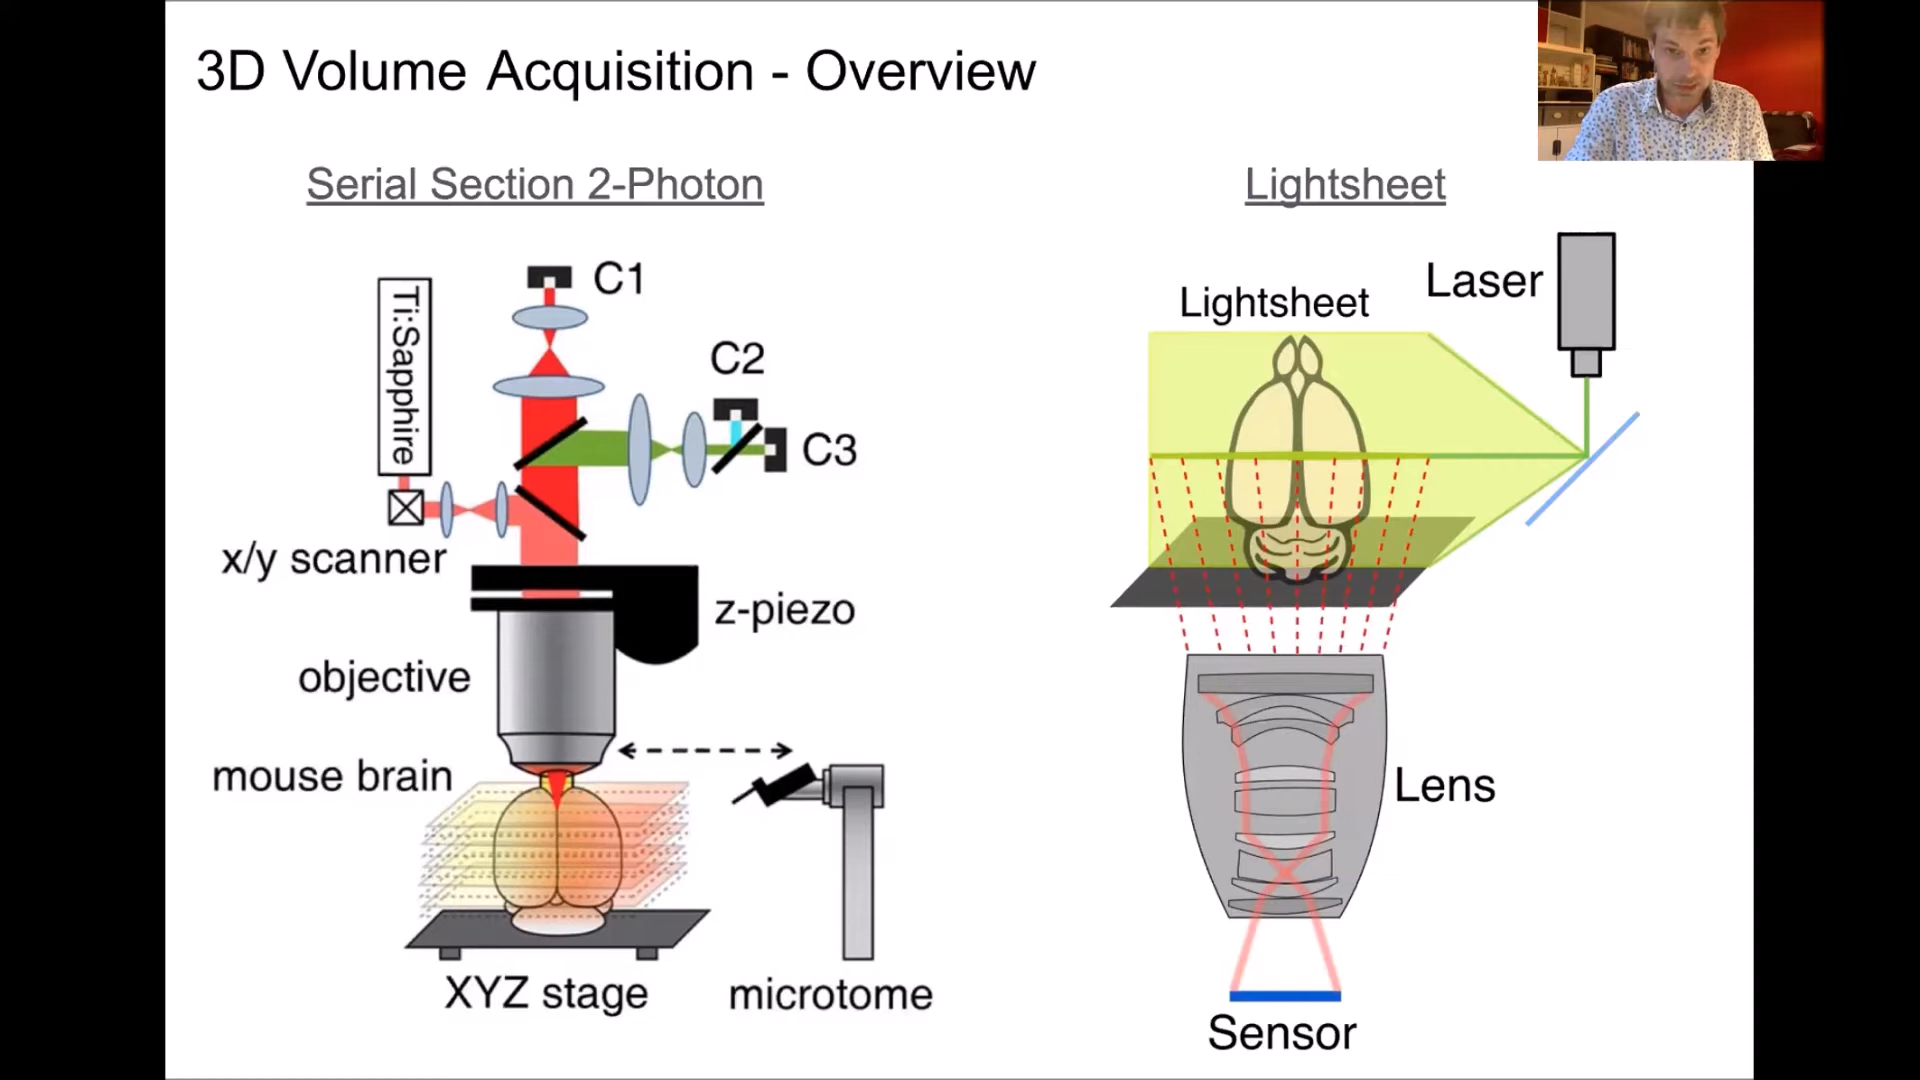 3D Volume Acquisition - Overview
Serial Section 2-Photon
Lightsheet
C1
Ti:Sapphire
C2
C3
x/y scanner
z-piezo
objective
mouse brain
XYZ stage
microtome
Laser
Lightsheet
Lens
Sensor